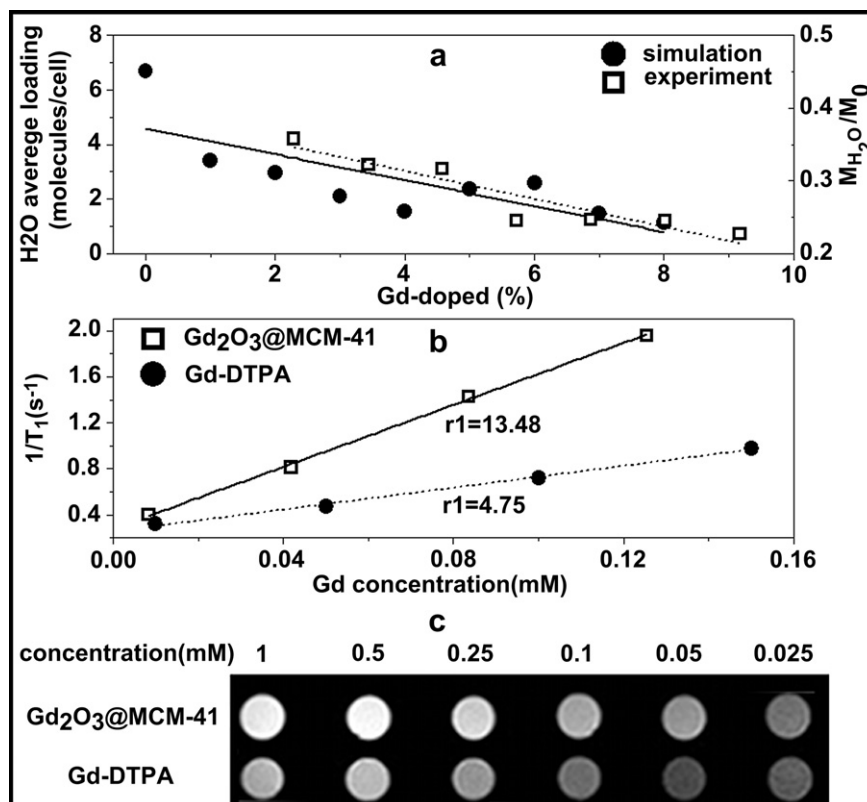 a
simulation
experiment
H2O averege loading
(molecules/cell)
8
6
4
2
0
0.5
0.4
0.3
0.2
M_H₂O/M₀
0 2 4 6 8 10
Gd-doped (%)
b
Gd₂O₃@MCM-41
Gd-DTPA
1/T₁(s⁻¹)
2.0
1.6
1.2
0.8
0.4
r1=13.48
r1=4.75
0.00 0.04 0.08 0.12 0.16
Gd concentration(mM)
c
concentration(mM) 1 0.5 0.25 0.1 0.05 0.025
Gd₂O₃@MCM-41
Gd-DTPA